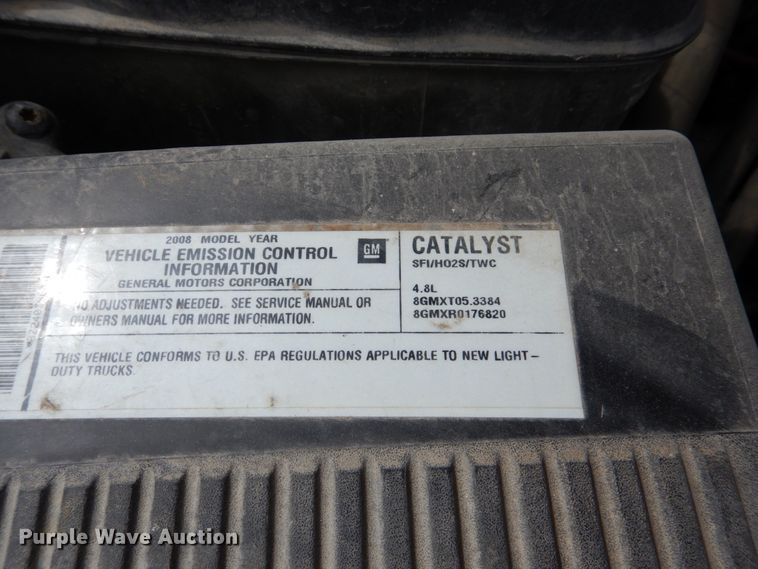 2008 MODEL YEAR
VEHICLE EMISSION CONTROL
INFORMATION
GENERAL MOTORS CORPORATION
GM
NO ADJUSTMENTS NEEDED. SEE SERVICE MANUAL OR
OWNERS MANUAL FOR MORE INFORMATION.
CATALYST
SFI/HO2S/TWC
4.8L
8GMXT05.3384
8GMXR0176820
THIS VEHICLE CONFORMS TO U.S. EPA REGULATIONS APPLICABLE TO NEW LIGHT-
DUTY TRUCKS.
Purple Wave Auction